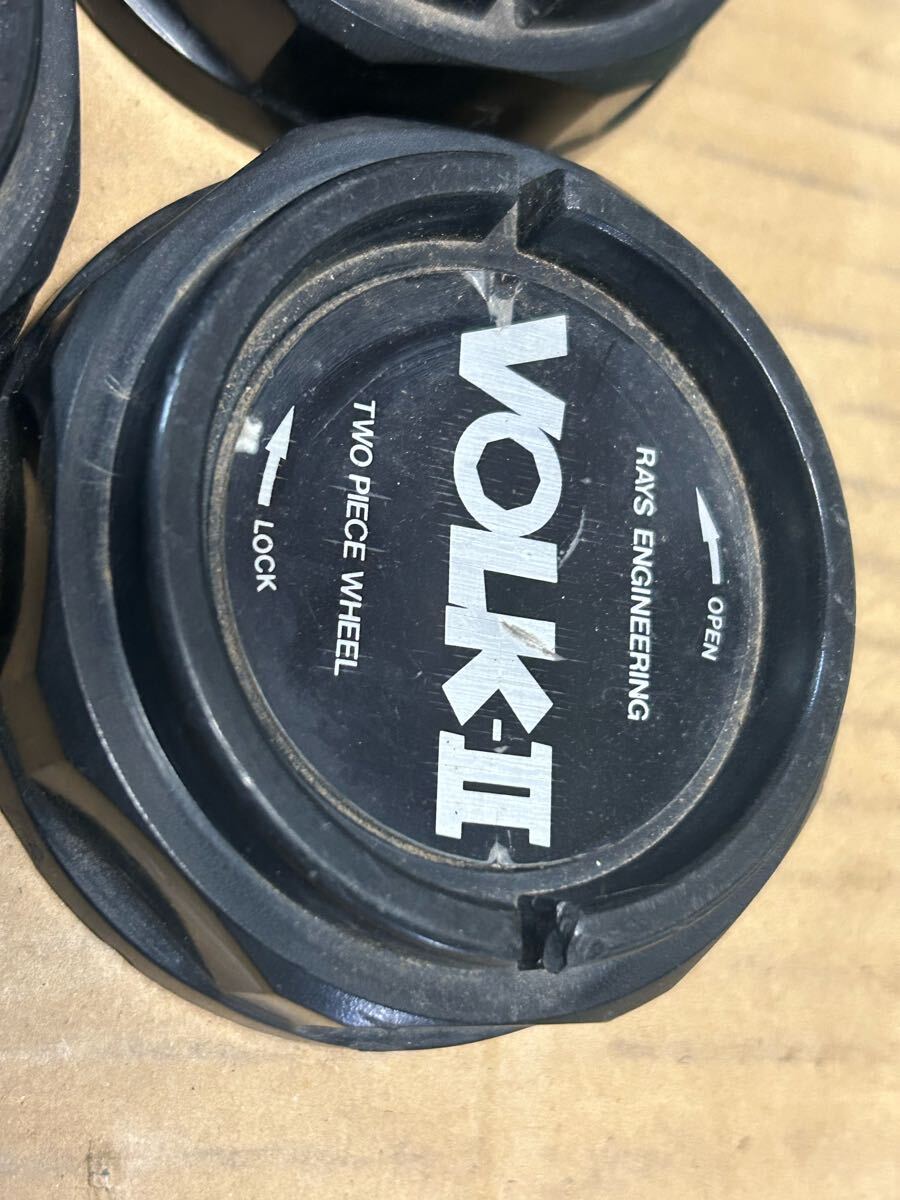 OPEN
RAYS ENGINEERING
VOLK-II
TWO PIECE WHEEL
LOCK